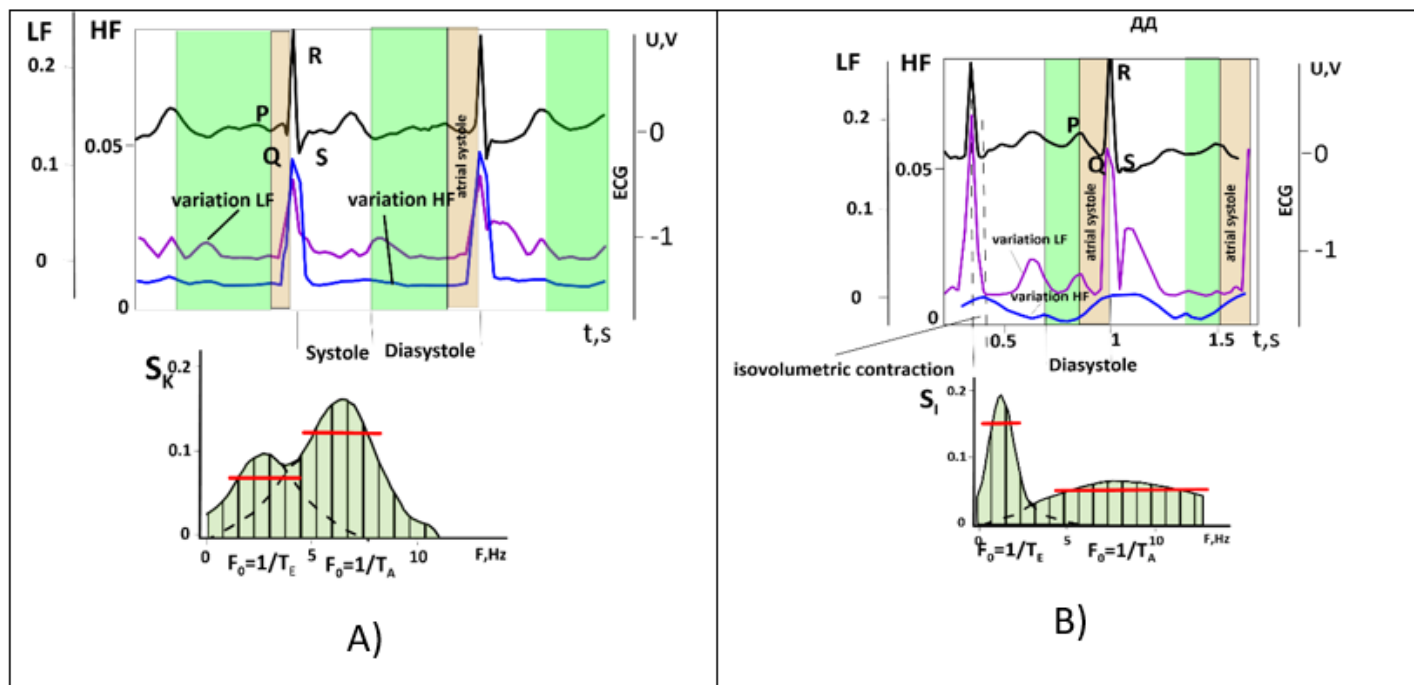 LF HF
U,V
0.2
R
P
0
0.05
Q S
0.1
atrial systole
ECG
variation LF
variation HF
-1
0
0
t,s
Systole
Diasystole
SK
0.2
0.1
0
0 5 10 F,Hz
F0=1/TE F0=1/TA
A)
ДД
LF HF
U,V
R
0.2
P
0
0.05
Q S
0.1
atrial systole
atrial systole
ECG
variation LF
-1
0
variation HF
0
0.5 1 1.5 t,s
isovolumetric contraction
Diasystole
SI
0.2
0.1
0
0 5 10 F,Hz
F0=1/TE F0=1/TA
B)